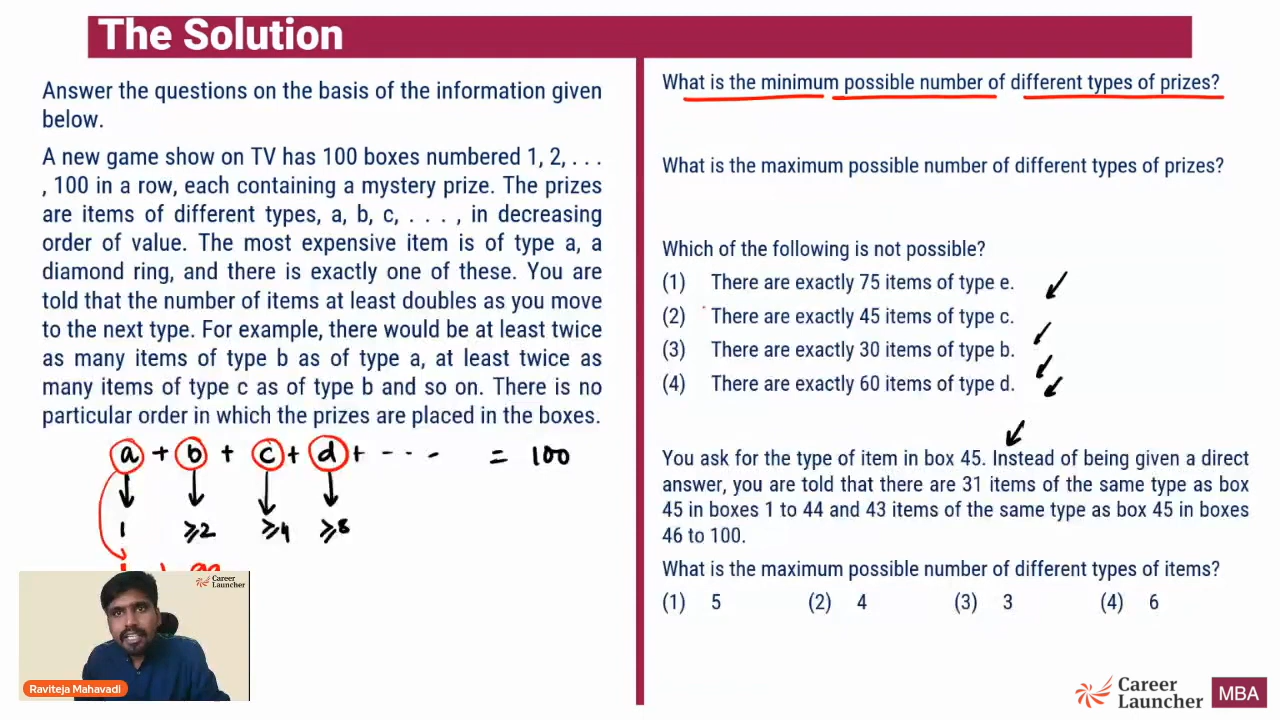 The Solution
Answer the questions on the basis of the information given
below.
A new game show on TV has 100 boxes numbered 1, 2, . . .
, 100 in a row, each containing a mystery prize. The prizes
are items of different types, a, b, c, . . . . , in decreasing
order of value. The most expensive item is of type a, a
diamond ring, and there is exactly one of these. You are
told that the number of items at least doubles as you move
to the next type. For example, there would be at least twice
as many items of type b as of type a, at least twice as
many items of type c as of type b and so on. There is no
particular order in which the prizes are placed in the boxes.
a + b + c + d + - - - = 100
1 ≥2 ≥4 ≥8
Career
Launcher
Raviteja Mahavadi
What is the minimum possible number of different types of prizes?
What is the maximum possible number of different types of prizes?
Which of the following is not possible?
(1) There are exactly 75 items of type e.
(2) There are exactly 45 items of type c.
(3) There are exactly 30 items of type b.
(4) There are exactly 60 items of type d.
You ask for the type of item in box 45. Instead of being given a direct
answer, you are told that there are 31 items of the same type as box
45 in boxes 1 to 44 and 43 items of the same type as box 45 in boxes
46 to 100.
What is the maximum possible number of different types of items?
(1) 5 (2) 4 (3) 3 (4) 6
Career
Launcher
MBA